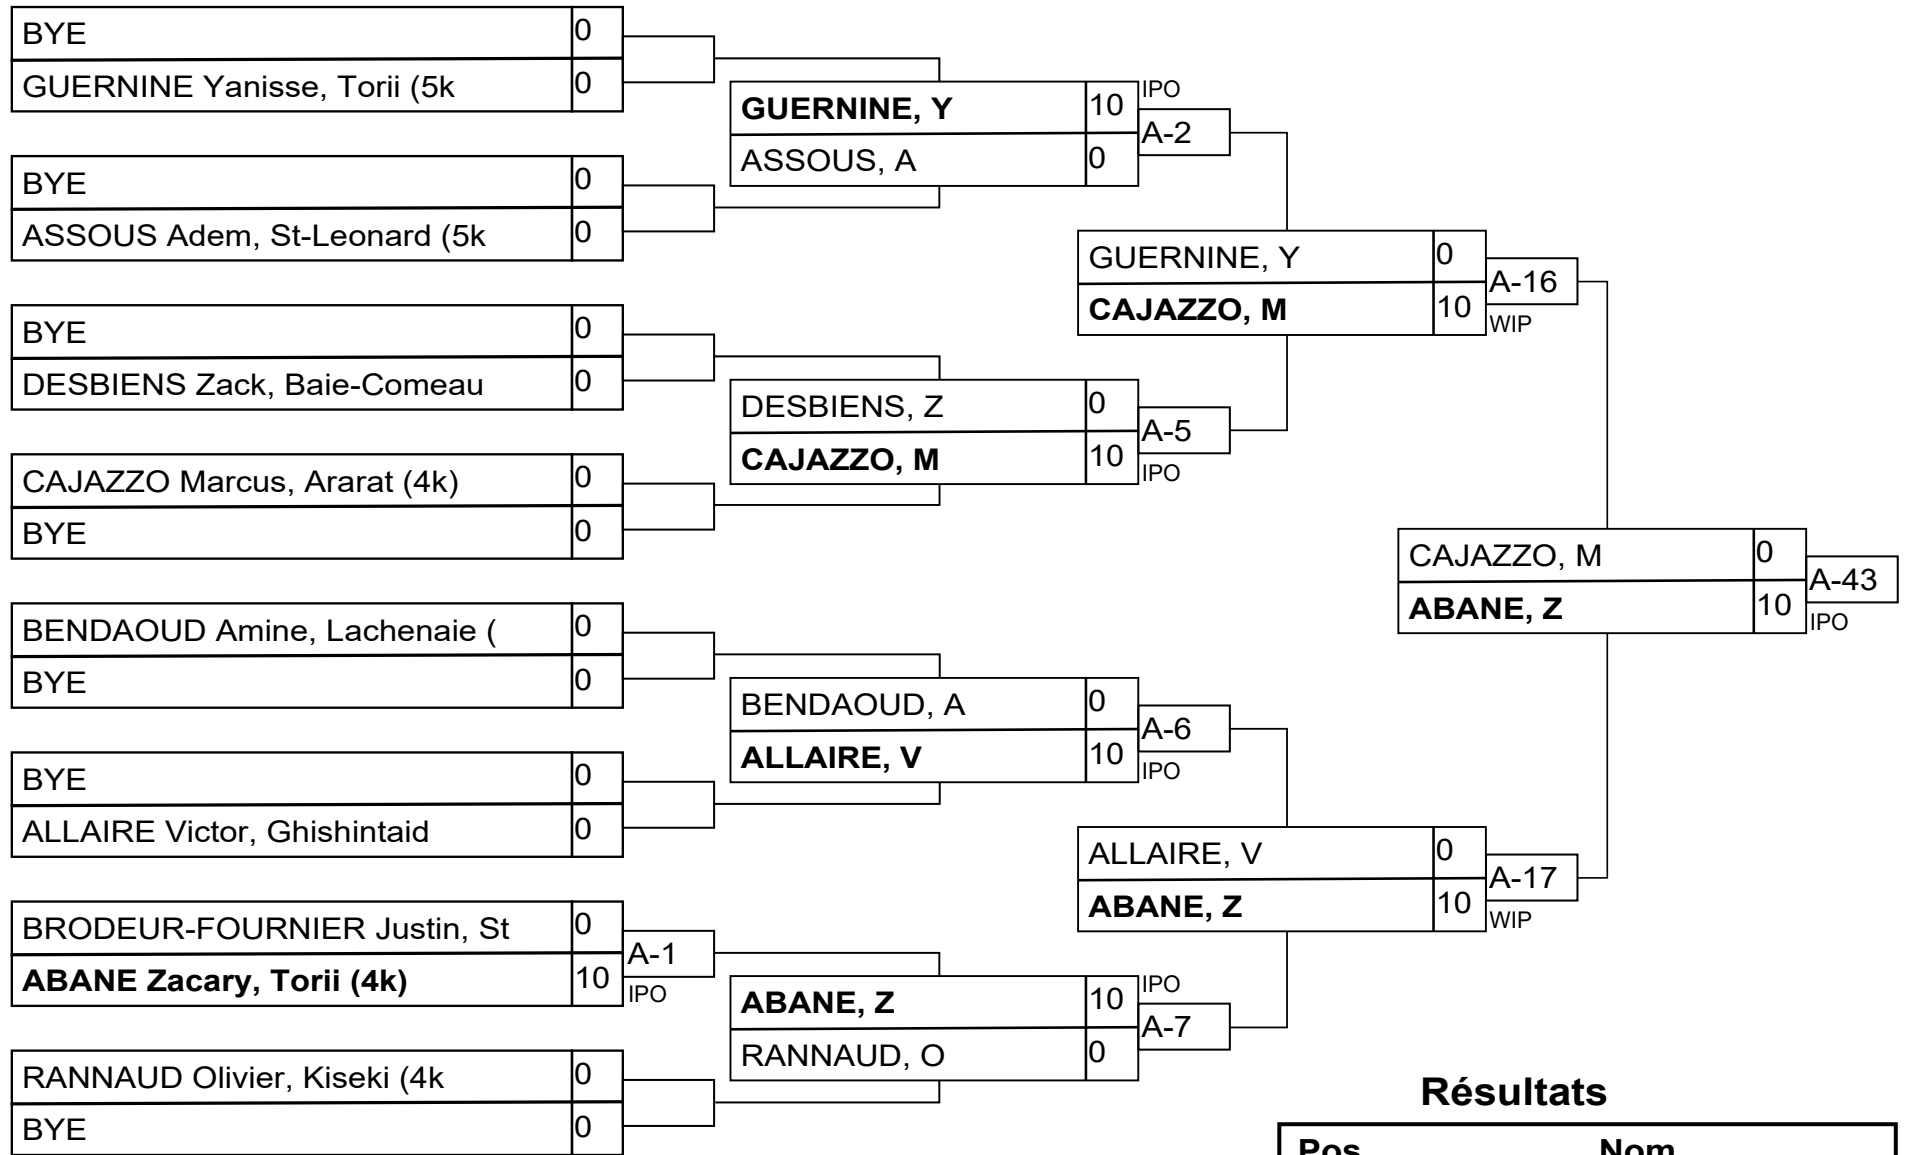 BYE 0
GUERNINE Yanisse, Torii (5k 0
BYE 0
ASSOUS Adem, St-Leonard (5k 0
BYE 0
DESBIENS Zack, Baie-Comeau 0
CAJAZZO Marcus, Ararat (4k) 0
BYE 0
BENDAOUD Amine, Lachenaie ( 0
BYE 0
BYE 0
ALLAIRE Victor, Ghishintaid 0
BRODEUR-FOURNIER Justin, St 0
ABANE Zacary, Torii (4k) 10
A-1
IPO
RANNAUD Olivier, Kiseki (4k 0
BYE 0
GUERNINE, Y 10
IPO
A-2
ASSOUS, A 0
DESBIENS, Z 0
A-5
CAJAZZO, M 10
IPO
BENDAOUD, A 0
A-6
ALLAIRE, V 10
IPO
ABANE, Z 10
IPO
A-7
RANNAUD, O 0
GUERNINE, Y 0
A-16
CAJAZZO, M 10
WIP
ALLAIRE, V 0
A-17
ABANE, Z 10
WIP
CAJAZZO, M 0
A-43
ABANE, Z 10
IPO
Résultats
Pos Nom